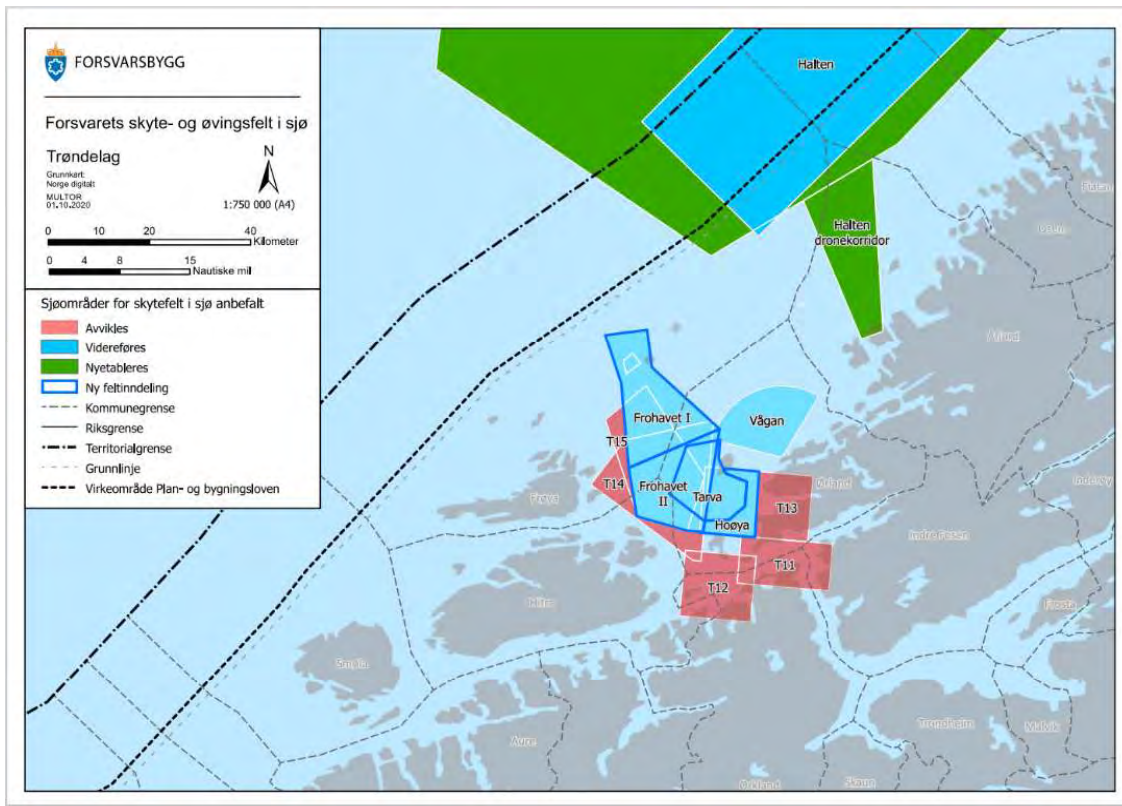 FORSVARSBYGG
Forsvarets skyte- og øvingsfelt i sjø
Trøndelag
Grunnkart:
Norge digitalt
MULTOR
01.10.2020
N
1:750 000 (A4)
0 10 20 40
Kilometer
0 4 8 15
Nautiske mil
Sjøområder for skytefelt i sjø anbefalt
Avvikles
Videreføres
Nyetableres
Ny feltinndeling
Kommunegrense
Riksgrense
Territorialgrense
Grunnlinje
Virkeområde Plan- og bygningsloven
Halten
Halten
dronekorridor
Osen
Åfjord
Frohavet I
Vågan
T15
T14
Frohavet
II
Tarva
Hoøya
T13
Ørland
Frøya
Inderøy
Indre Fosen
T11
T12
Hitra
Frosta
Smøla
Aure
Trondheim
Malvik
Orkland
Skaun